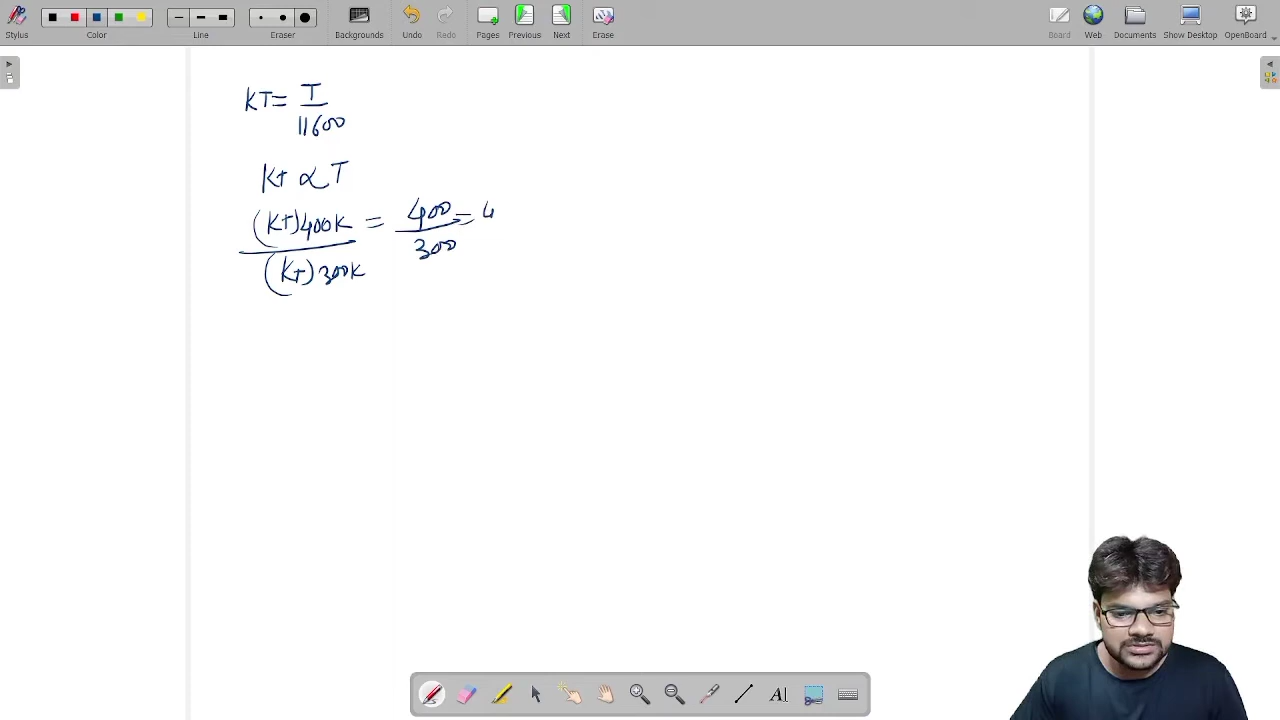 Stylus Color Line Eraser Backgrounds Undo Redo Pages Previous Next Erase Board Web Documents Show Desktop OpenBoard
KT = T
11600
Kt ∝ T
(Kt)400K = 400 = 4
(Kt)300K 300
AI